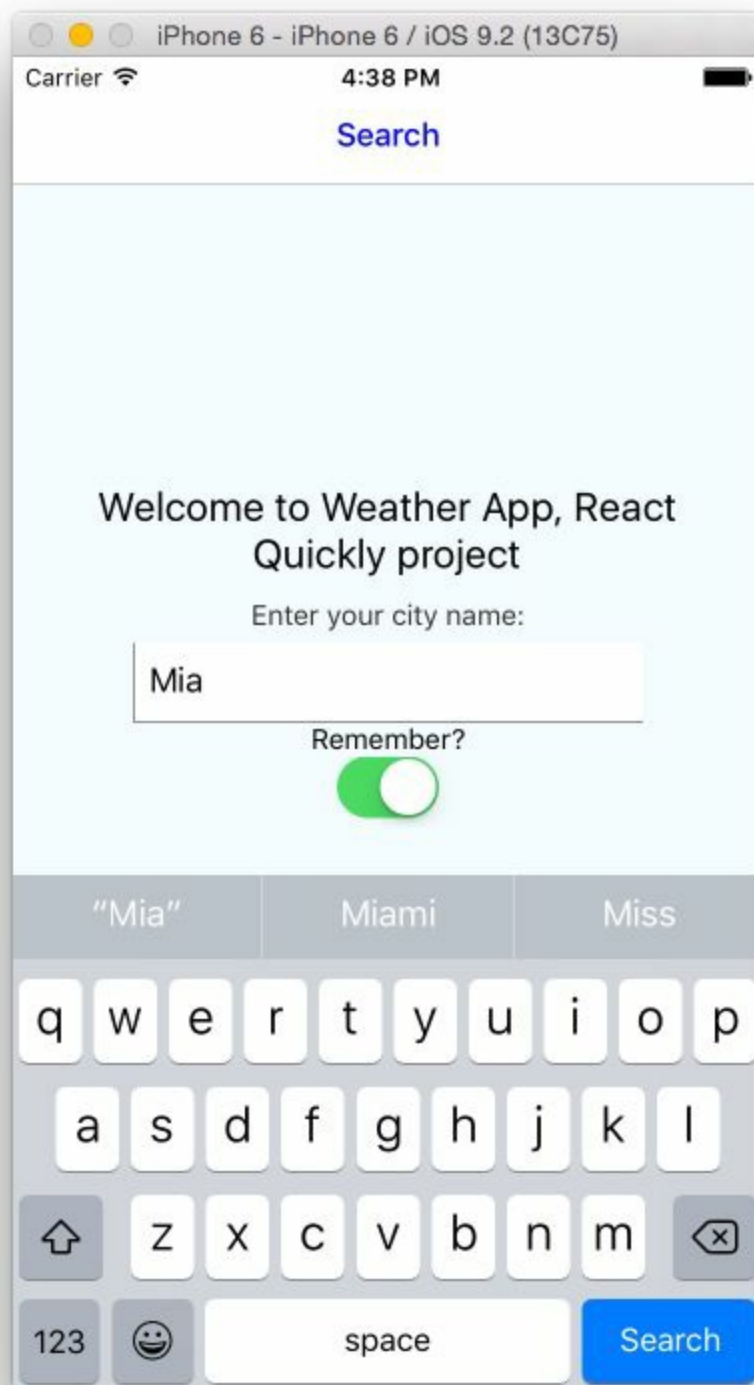 iPhone 6 - iPhone 6 / iOS 9.2 (13C75)
Carrier 4:38 PM
Search
Welcome to Weather App, React
Quickly project
Enter your city name:
Mia
Remember?
“Mia” Miami Miss
q w e r t y u i o p
a s d f g h j k l
z x c v b n m
123 space Search